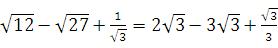 √12 − √27 + 1/√3 = 2√3 − 3√3 + √3/3